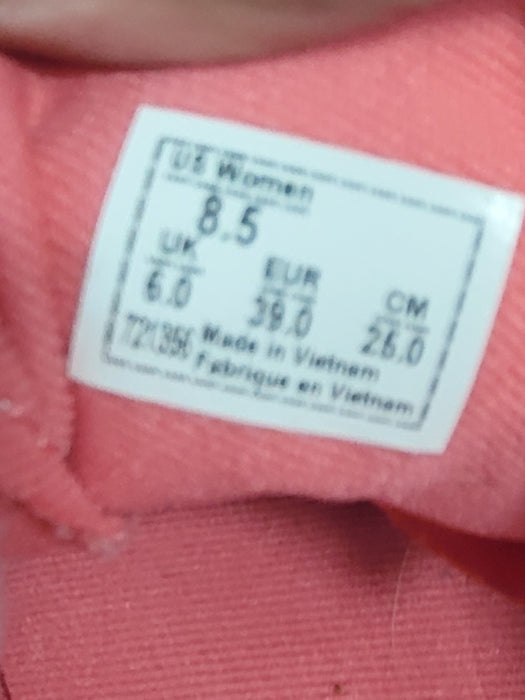 US Women
8.5
UK EUR CM
6.0 39.0 26.0
Made in Vietnam
Fabrique en Vietnam